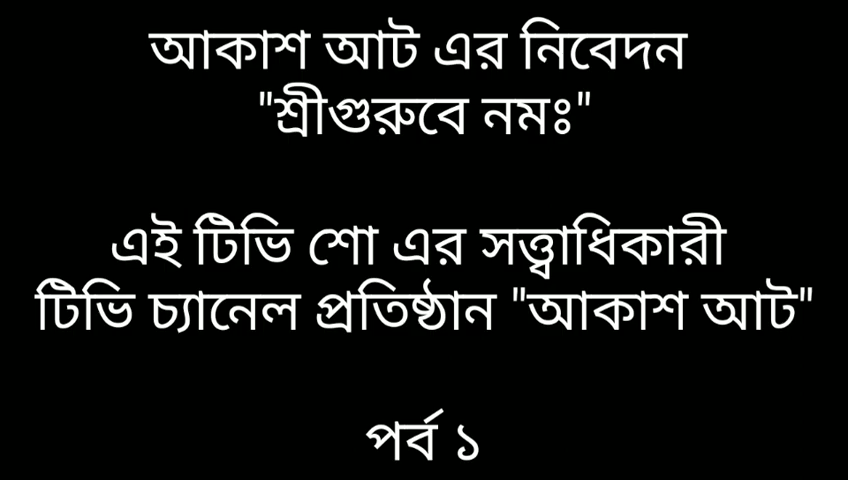 আকাশ আট এর নিবেদন
"শ্রীগুরুবে নমঃ"
এই টিভি শো এর সত্ত্বাধিকারী
টিভি চ্যানেল প্রতিষ্ঠান "আকাশ আট"
পর্ব ১